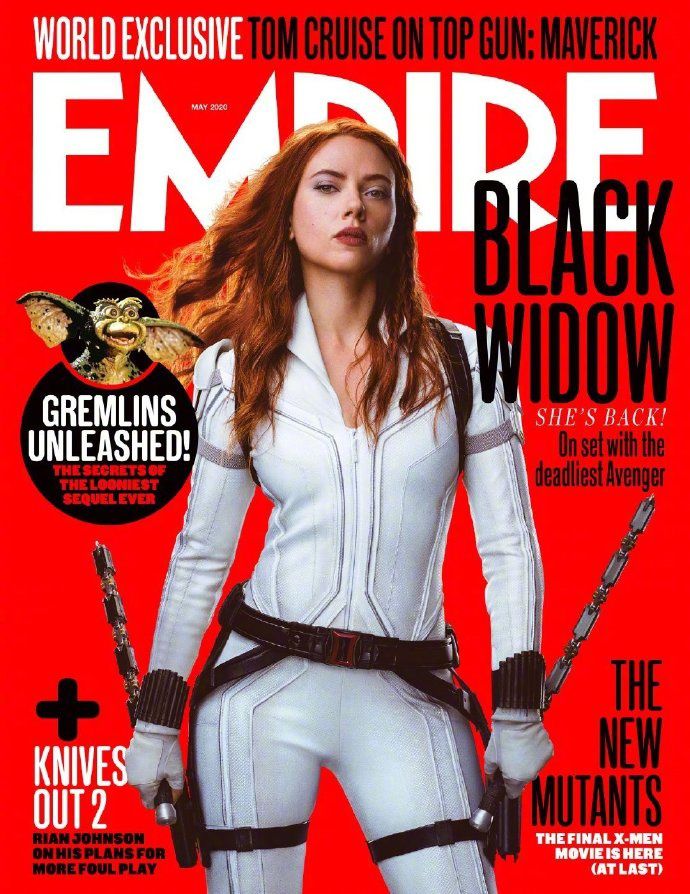 WORLD EXCLUSIVE TOM CRUISE ON TOP GUN: MAVERICK
EMPIRE
MAY 2020
BLACK
WIDOW
SHE'S BACK!
On set with the
deadliest Avenger
GREMLINS
UNLEASHED!
THE SECRETS OF
THE LOONIEST
SEQUEL EVER
+
KNIVES
OUT 2
RIAN JOHNSON
ON HIS PLANS FOR
MORE FOUL PLAY
THE
NEW
MUTANTS
THE FINAL X-MEN
MOVIE IS HERE
(AT LAST)